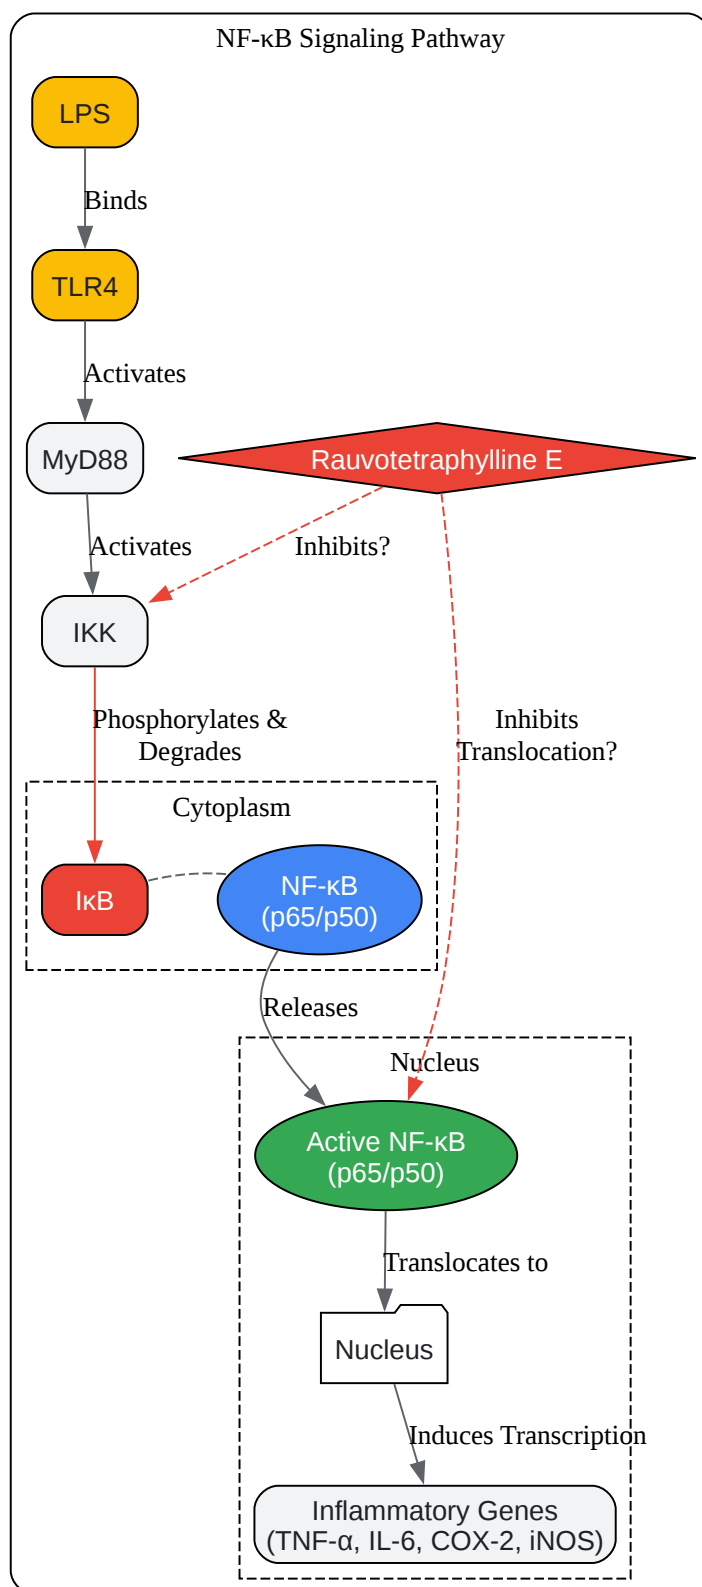 NF-κB Signaling Pathway
LPS
Binds
TLR4
Activates
MyD88
Rauvotetraphylline E
Activates
Inhibits?
IKK
Phosphorylates &
Degrades
Inhibits
Translocation?
Cytoplasm
IκB
NF-κB
(p65/p50)
Releases
Nucleus
Active NF-κB
(p65/p50)
Translocates to
Nucleus
Induces Transcription
Inflammatory Genes
(TNF-α, IL-6, COX-2, iNOS)